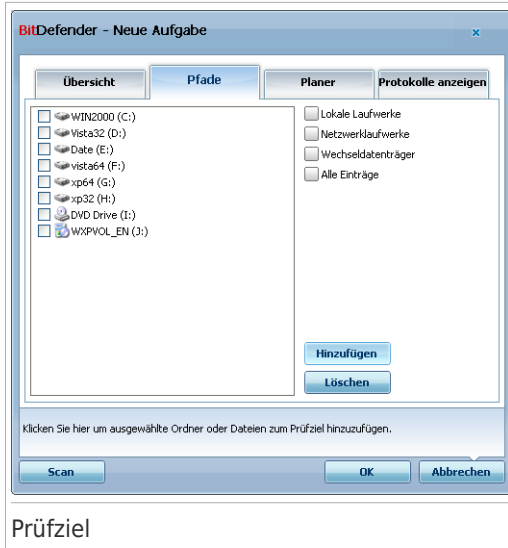 BitDefender - Neue Aufgabe
x
Übersicht
Pfade
Planer
Protokolle anzeigen
WIN2000 (C:)
Vista32 (D:)
Date (E:)
vista64 (F:)
xp64 (G:)
xp32 (H:)
DVD Drive (I:)
WXPVOL_EN (J:)
Lokale Laufwerke
Netzwerklaufwerke
Wechseldatenträger
Alle Einträge
Hinzufügen
Löschen
Klicken Sie hier um ausgewählte Ordner oder Dateien zum Prüfziel hinzuzufügen.
Scan
OK
Abbrechen
Prüfziel